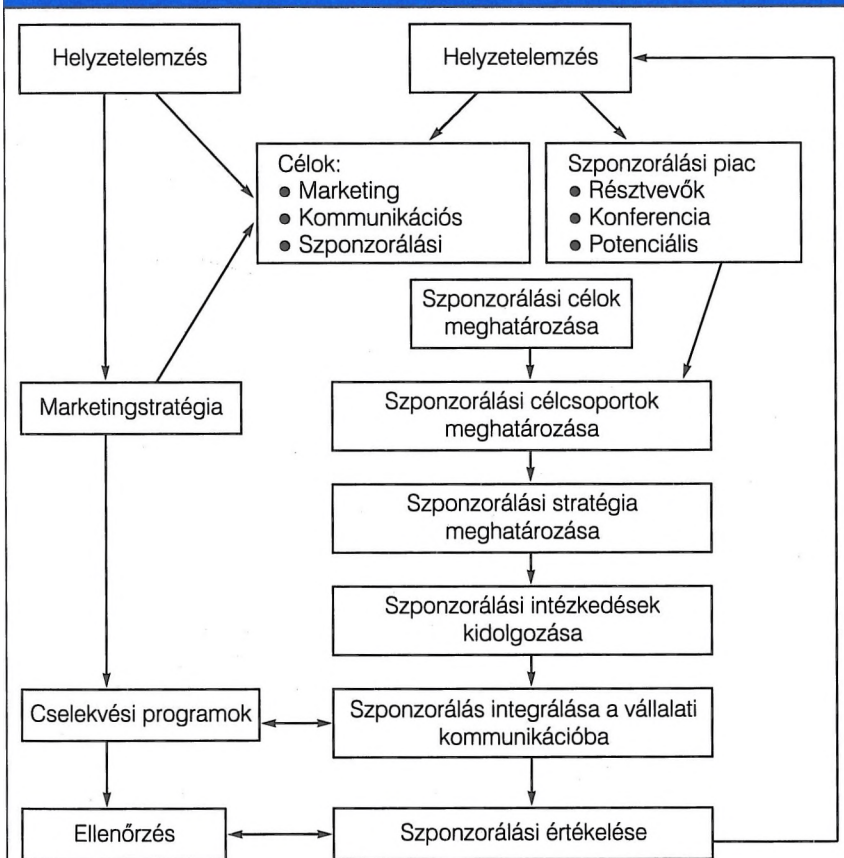 Helyzetelemzés
Helyzetelemzés
Célok:
● Marketing
● Kommunikációs
● Szponzorálási
Szponzorálási piac
● Résztvevők
● Konferencia
● Potenciális
Szponzorálási célok
meghatározása
Marketingstratégia
Szponzorálási célcsoportok
meghatározása
Szponzorálási stratégia
meghatározása
Szponzorálási intézkedések
kidolgozása
Cselekvési programok
Szponzorálás integrálása a vállalati
kommunikációba
Ellenőrzés
Szponzorálási értékelése